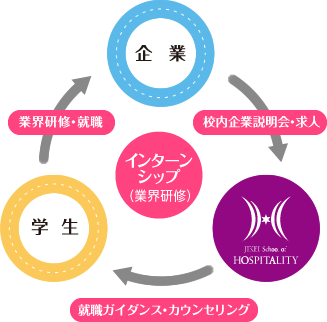 企業
業界研修・就職
校内企業説明会・求人
インターン
シップ
(業界研修)
学生
JISEI School of
HOSPITALITY
就職ガイダンス・カウンセリング